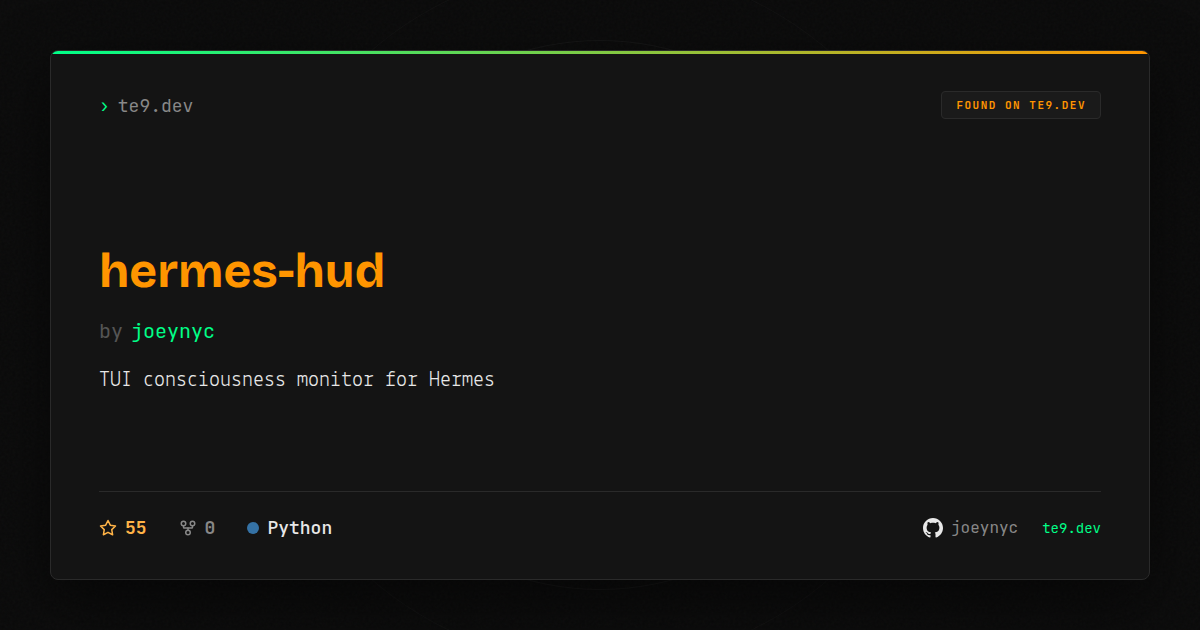 › te9.dev
FOUND ON TE9.DEV
hermes-hud
by joeynyc
TUI consciousness monitor for Hermes
55 0 Python
joeynyc te9.dev